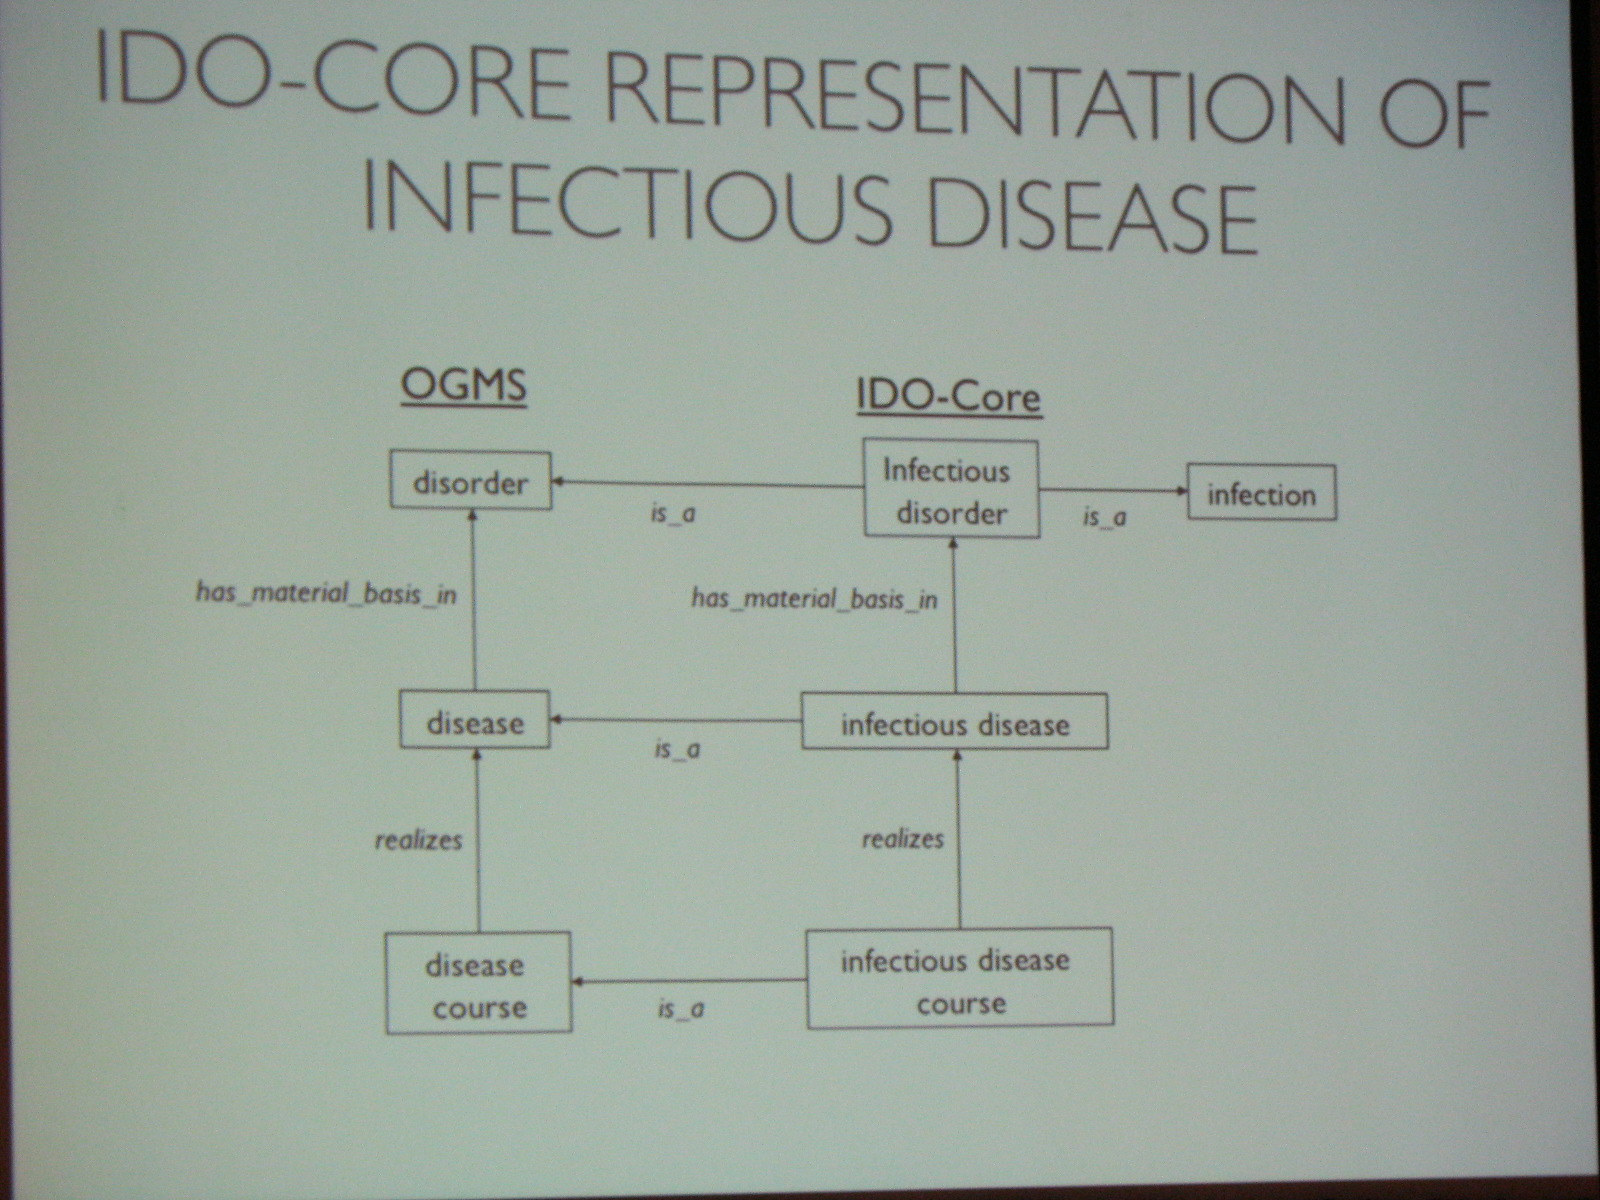 IDO-CORE REPRESENTATION OF
INFECTIOUS DISEASE
OGMS
IDO-Core
disorder
is_a
Infectious
disorder
is_a
infection
has_material_basis_in
has_material_basis_in
disease
is_a
infectious disease
realizes
realizes
disease
course
is_a
infectious disease
course